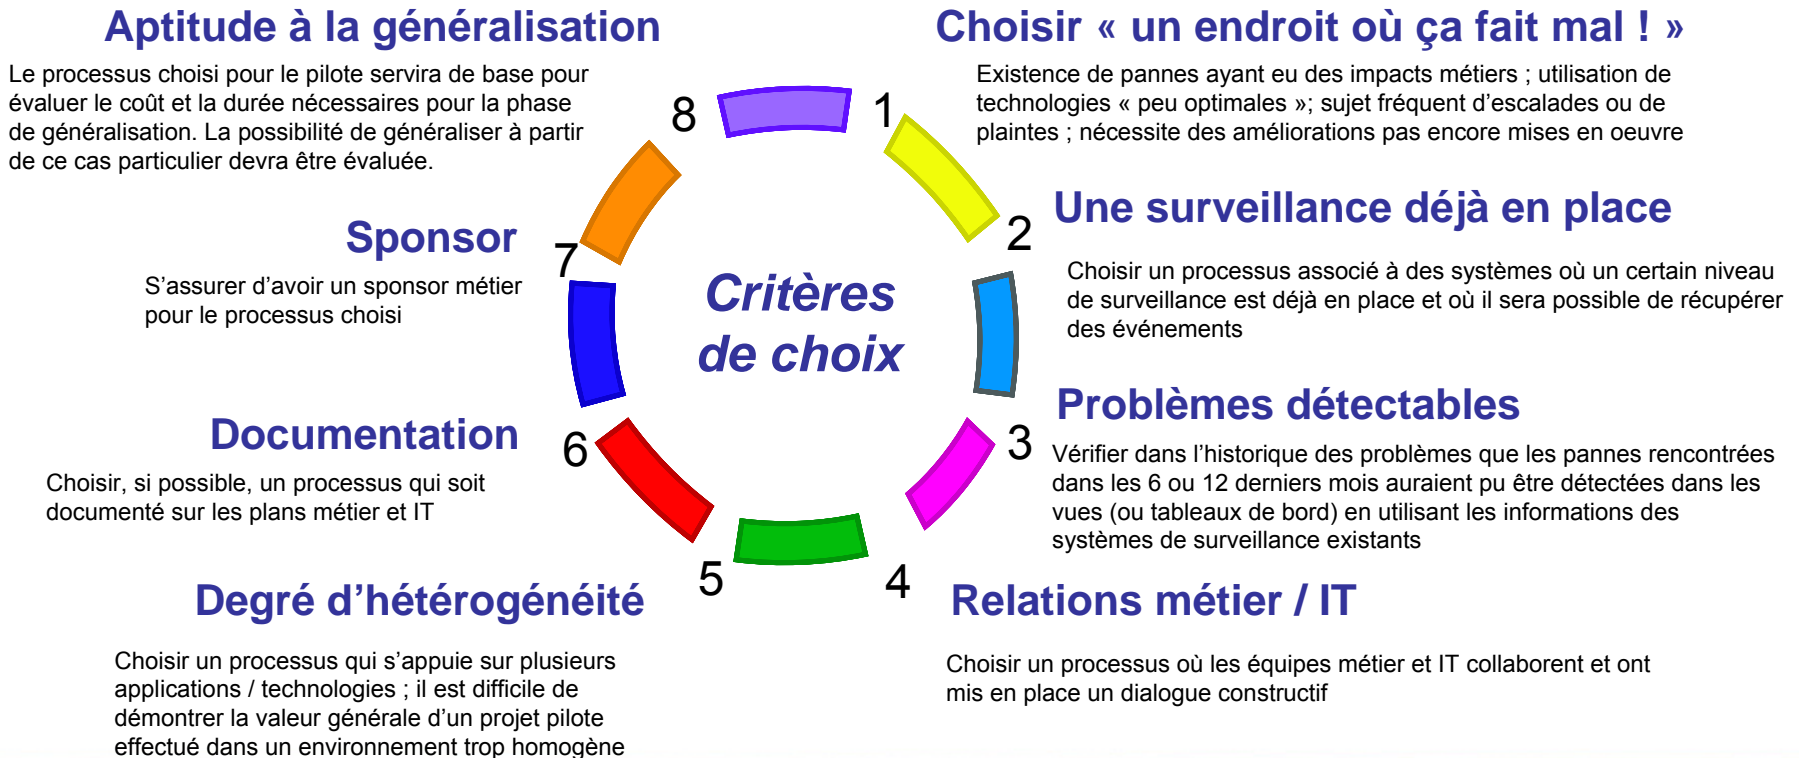 Choisir « un endroit où ça fait mal ! »
1
Existence de pannes ayant eu des impacts métiers ; utilisation de
technologies « peu optimales »; sujet fréquent d’escalades ou de
plaintes ; nécessite des améliorations pas encore mises en oeuvre
Une surveillance déjà en place
2
Choisir un processus associé à des systèmes où un certain niveau
de surveillance est déjà en place et où il sera possible de récupérer
des événements
Problèmes détectables
3
Vérifier dans l’historique des problèmes que les pannes rencontrées
dans les 6 ou 12 derniers mois auraient pu être détectées dans les
vues (ou tableaux de bord) en utilisant les informations des
systèmes de surveillance existants
4
Relations métier / IT
Choisir un processus où les équipes métier et IT collaborent et ont
mis en place un dialogue constructif
5
Degré d’hétérogénéité
Choisir un processus qui s’appuie sur plusieurs
applications / technologies ; il est difficile de
démontrer la valeur générale d’un projet pilote
effectué dans un environnement trop homogène
6
Documentation
Choisir, si possible, un processus qui soit
documenté sur les plans métier et IT
7
Sponsor
S’assurer d’avoir un sponsor métier
pour le processus choisi
8
Aptitude à la généralisation
Le processus choisi pour le pilote servira de base pour
évaluer le coût et la durée nécessaires pour la phase
de généralisation. La possibilité de généraliser à partir
de ce cas particulier devra être évaluée.
Critères
de choix